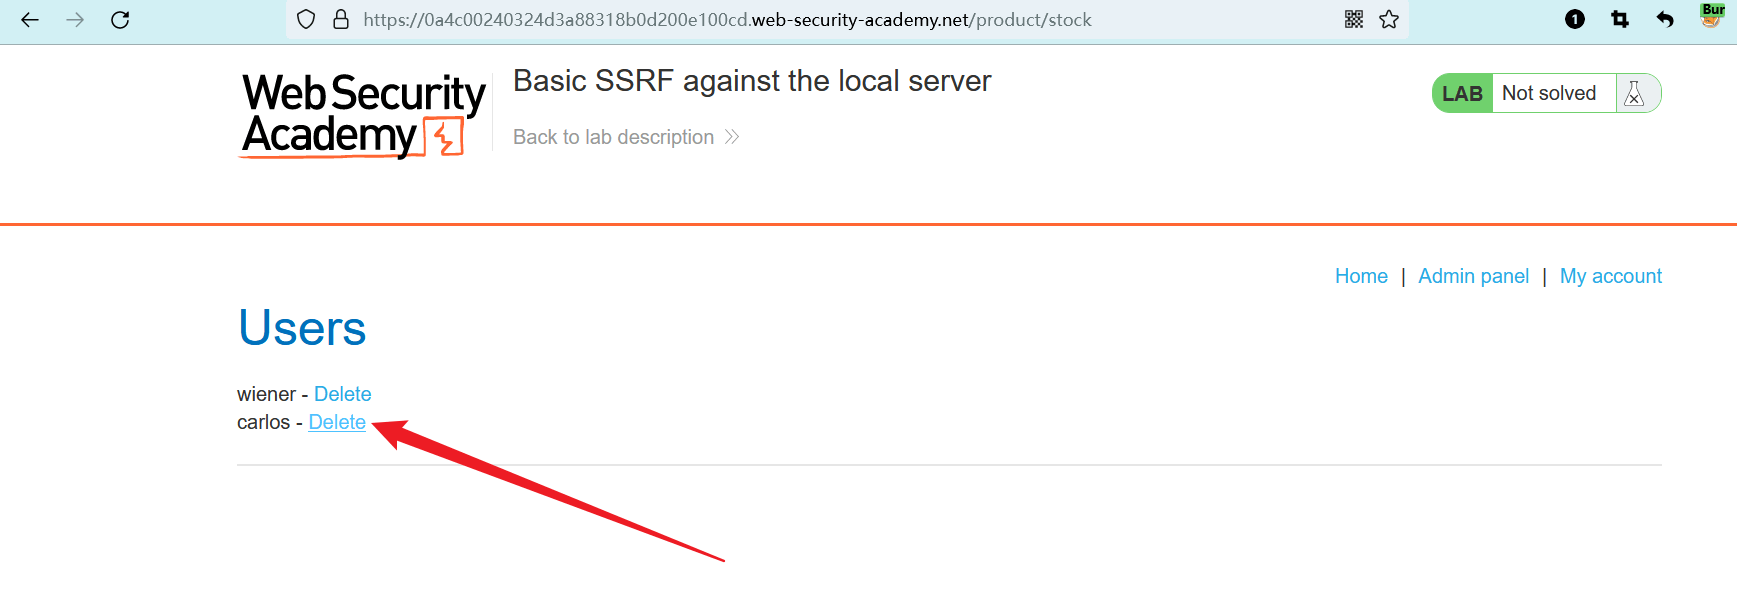 https://0a4c00240324d3a88318b0d200e100cd.web-security-academy.net/product/stock
1
Bur
Web Security
Academy
Basic SSRF against the local server
Back to lab description
LAB Not solved
Home | Admin panel | My account
Users
wiener - Delete
carlos - Delete